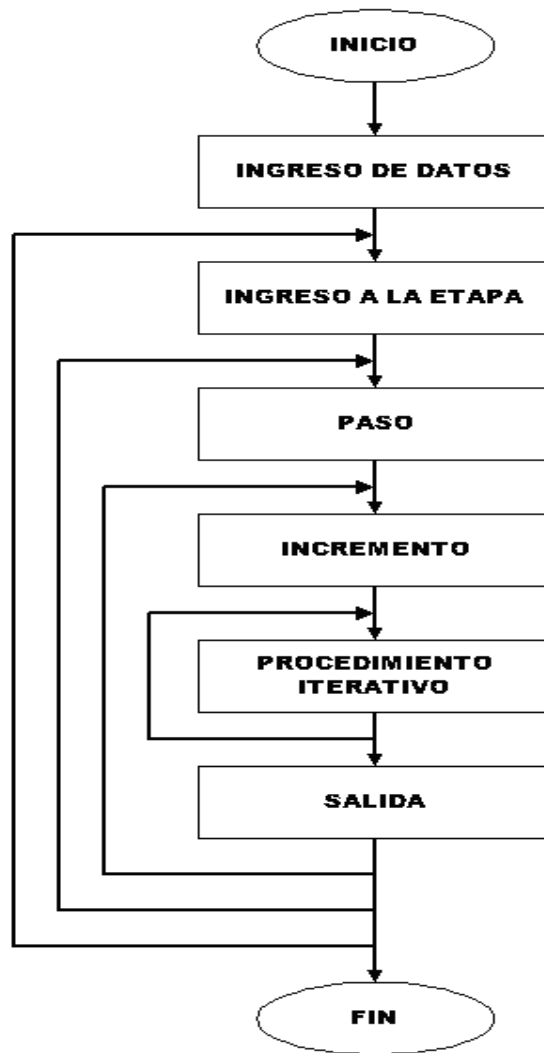 INICIO
INGRESO DE DATOS
INGRESO A LA ETAPA
PASO
INCREMENTO
PROCEDIMIENTO
ITERATIVO
SALIDA
FIN